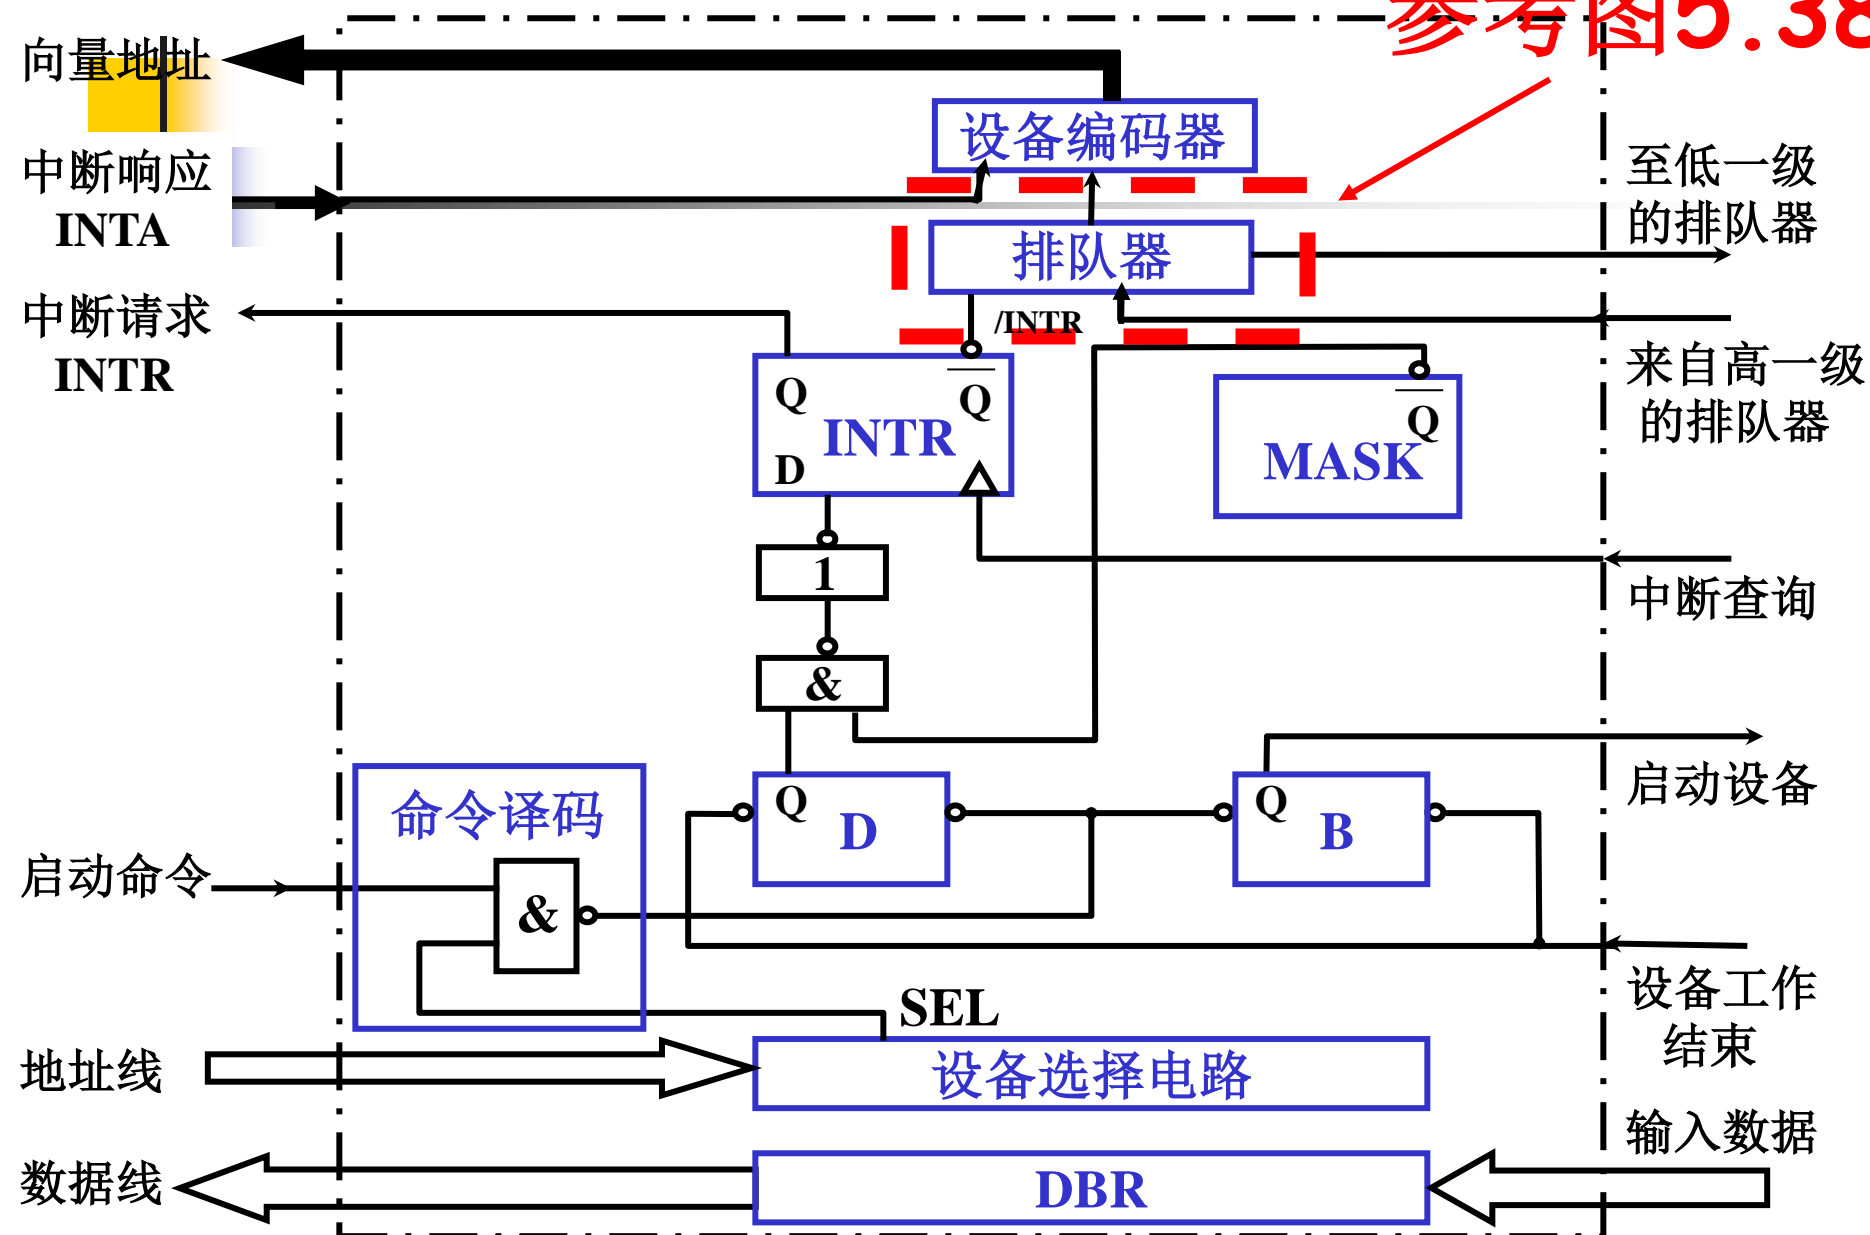 参考图5.38
向量地址
设备编码器
中断响应
INTA
至低一级
的排队器
排队器
中断请求
INTR
/INTR
来自高一级
的排队器
Q
Q
INTR
D
Q
MASK
1
中断查询
&
启动设备
命令译码
Q
D
Q
B
启动命令
&
设备工作
结束
SEL
地址线
设备选择电路
输入数据
数据线
DBR